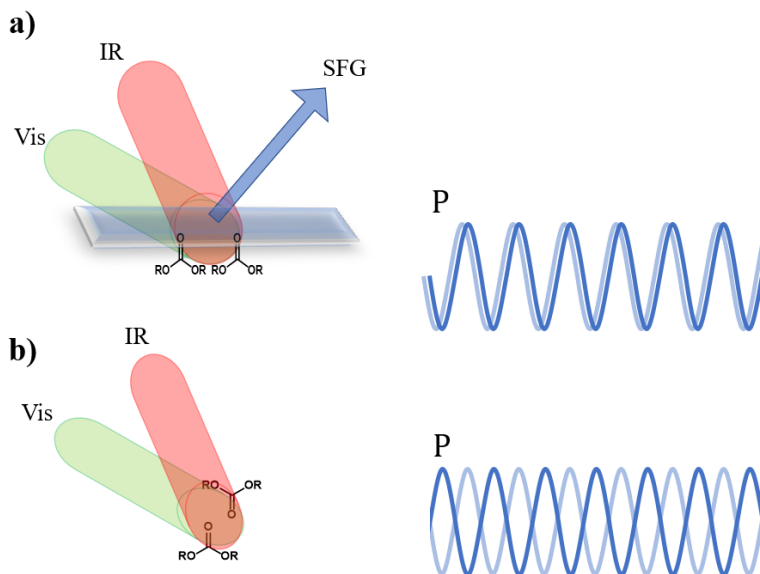 a)
IR
SFG
Vis
P
O O
RO OR RO OR
b)
IR
Vis
P
RO OR
O
O
RO OR